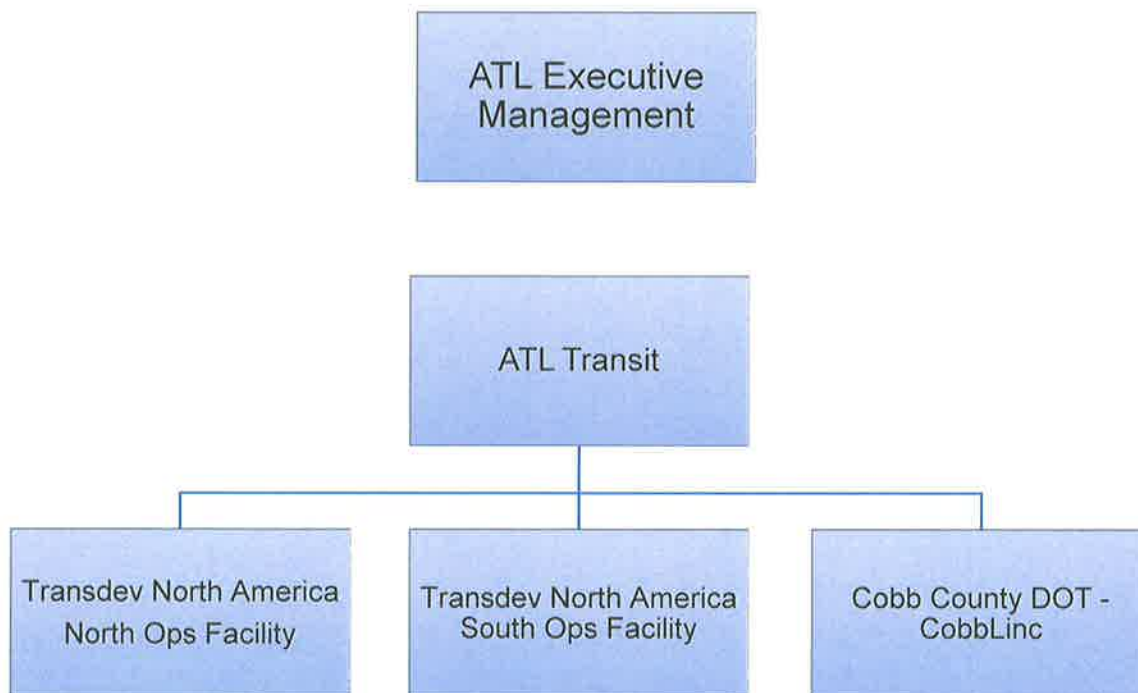 ATL Executive
Management
ATL Transit
Transdev North America
North Ops Facility
Transdev North America
South Ops Facility
Cobb County DOT -
CobbLinc